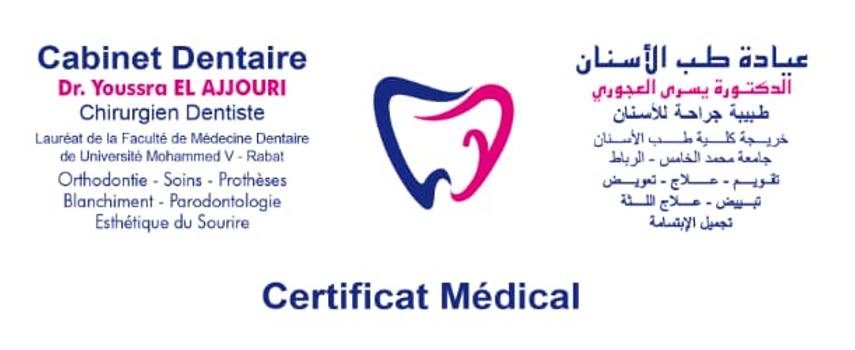 Cabinet Dentaire
Dr. Youssra EL AJJOURI
Chirurgien Dentiste
Lauréat de la Faculté de Médecine Dentaire
de Université Mohammed V - Rabat
Orthodontie - Soins - Prothèses
Blanchiment - Parodontologie
Esthétique du Sourire
عيادة طب الأسنان
الدكتورة يسرى العجوري
طبيبة جراحة للأسنان
خريجة كلية طب الأسنان
جامعة محمد الخامس - الرباط
تقويم - علاج - تعويض
تبييض - علاج اللثة
تجميل الإبتسامة
Certificat Médical